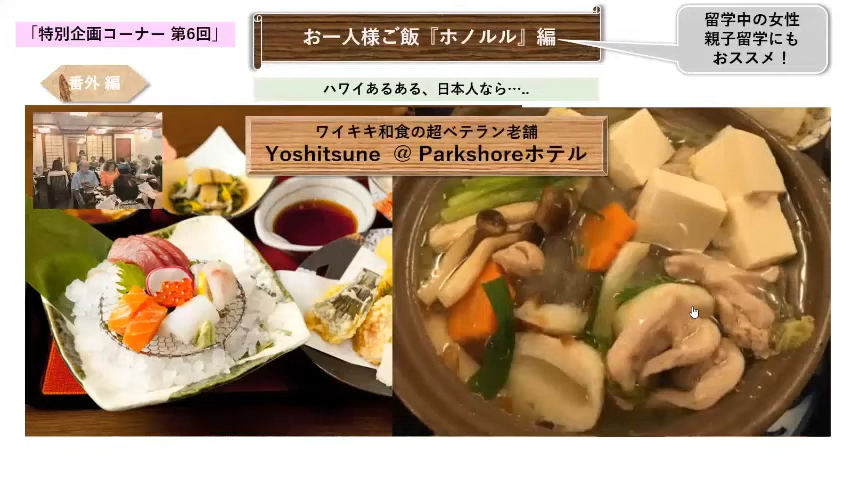 「特別企画コーナー 第6回」
お一人様ご飯『ホノルル』編
留学中の女性
親子留学にも
おススメ！
番外 編
ハワイあるある、日本人なら…..
ワイキキ和食の超ベテラン老舗
Yoshitsune @ Parkshoreホテル